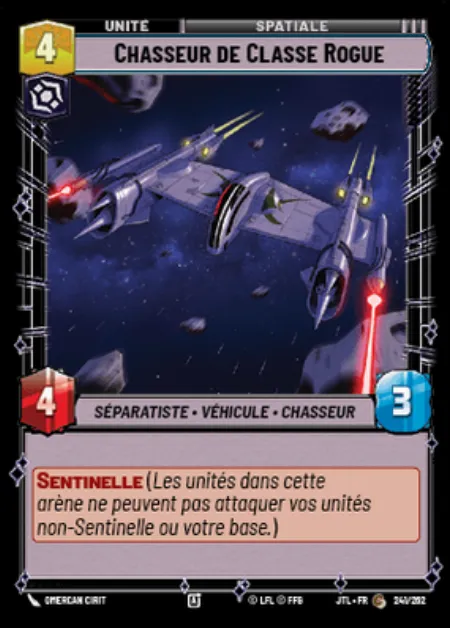 UNITÉ SPATIALE
4 CHASSEUR DE CLASSE ROGUE
4 SÉPARATISTE • VÉHICULE • CHASSEUR 3
SENTINELLE (Les unités dans cette
arène ne peuvent pas attaquer vos unités
non-Sentinelle ou votre base.)
OMERCAN CIRIT © LFL © FFG JTL • FR 241/262